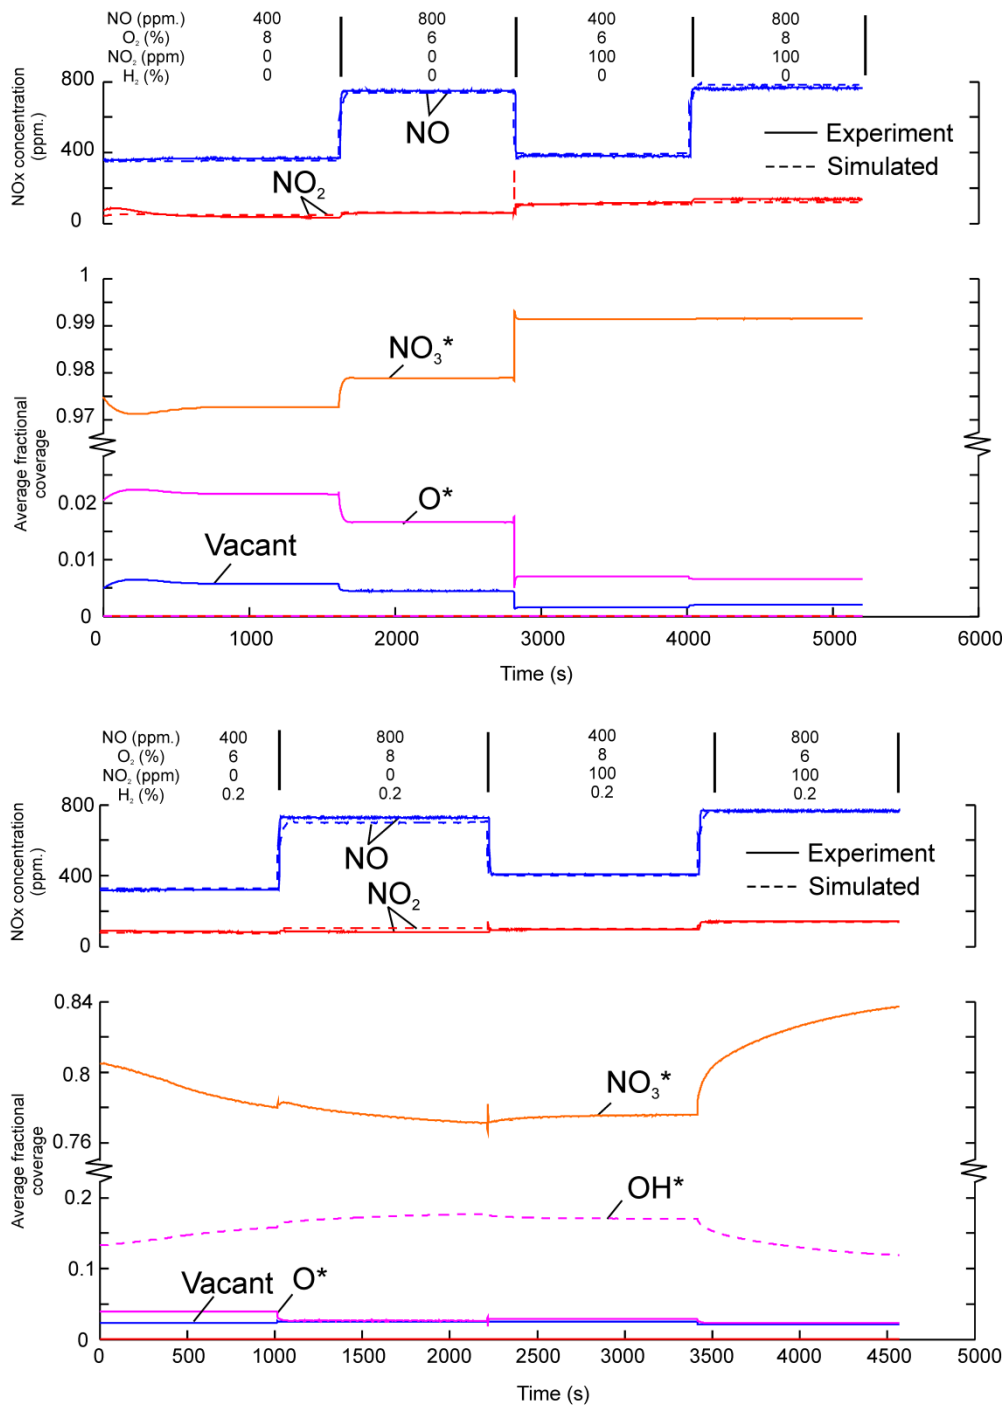 NO (ppm.) 400 800 400 800
O₂ (%) 8 6 6 8
NO₂ (ppm) 0 0 100 100
H₂ (%) 0 0 0 0
800
400
0
NOx concentration
(ppm.)
NO
NO₂
Experiment
Simulated
1
0.99
0.98
0.97
0.02
0.01
0
Average fractional
coverage
NO₃*
O*
Vacant
0 1000 2000 3000 4000 5000 6000
Time (s)
NO (ppm.) 400 800 400 800
O₂ (%) 6 8 8 6
NO₂ (ppm) 0 0 100 100
H₂ (%) 0.2 0.2 0.2 0.2
800
400
0
NOx concentration
(ppm.)
NO
NO₂
Experiment
Simulated
0.84
0.8
0.76
0.2
0.1
0
Average fractional
coverage
NO₃*
OH*
Vacant
O*
0 500 1000 1500 2000 2500 3000 3500 4000 4500 5000
Time (s)